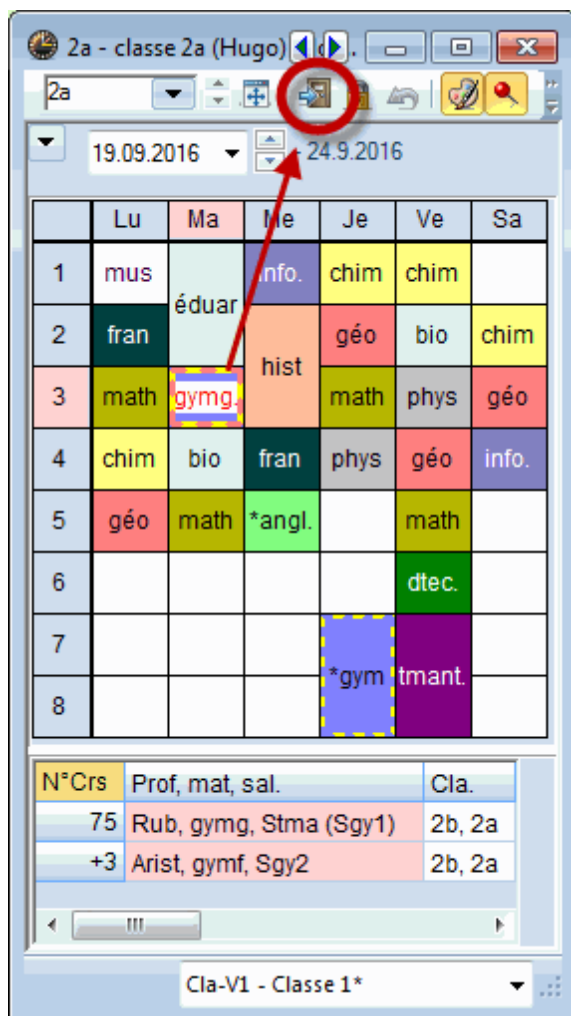 2a - classe 2a (Hugo)
2a
19.09.2016 - 24.9.2016
Lu Ma Me Je Ve Sa
1 mus éduar info. chim chim
2 fran hist géo bio chim
3 math gymg. math phys géo
4 chim bio fran phys géo info.
5 géo math *angl. math
6 dtec.
7 *gym tmant.
8
N°Crs Prof, mat, sal. Cla.
75 Rub, gymg, Stma (Sgy1) 2b, 2a
+3 Arist, gymf, Sgy2 2b, 2a
Cla-V1 - Classe 1*